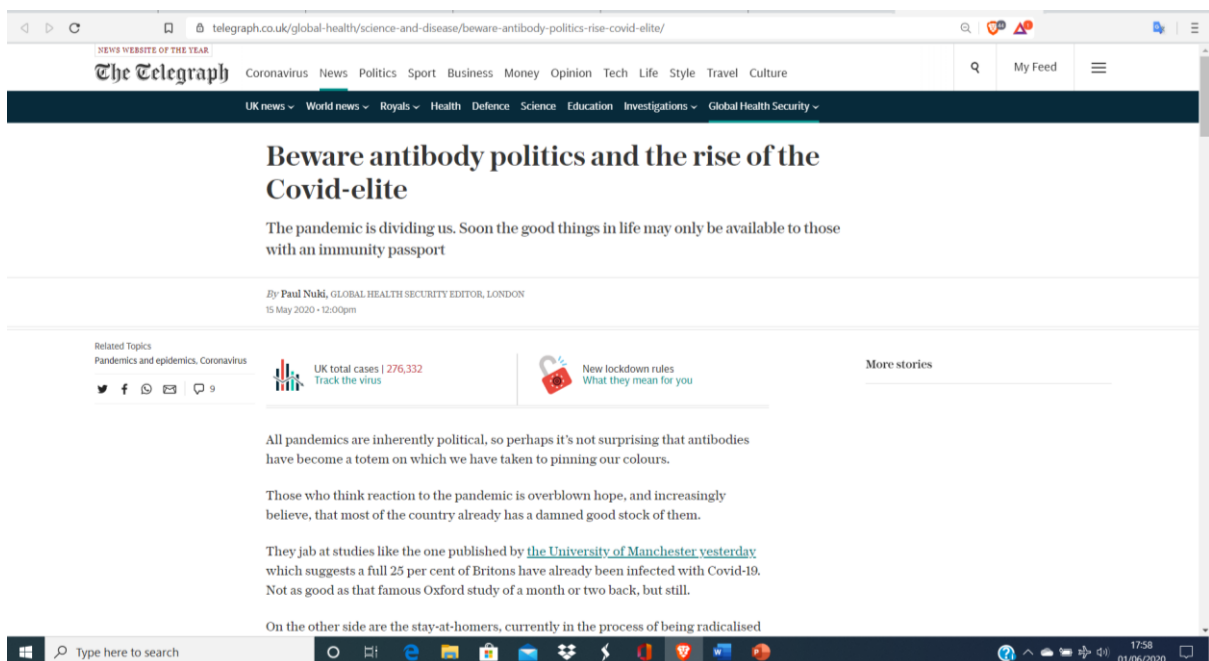 telegraph.co.uk/global-health/science-and-disease/beware-antibody-politics-rise-covid-elite/
NEWS WEBSITE OF THE YEAR
The Telegraph
Coronavirus News Politics Sport Business Money Opinion Tech Life Style Travel Culture
My Feed
UK news World news Royals Health Defence Science Education Investigations Global Health Security
Beware antibody politics and the rise of the
Covid-elite
The pandemic is dividing us. Soon the good things in life may only be available to those
with an immunity passport
By Paul Nuki, GLOBAL HEALTH SECURITY EDITOR, LONDON
15 May 2020 • 12:00pm
Related Topics
Pandemics and epidemics, Coronavirus
9
UK total cases | 276,332
Track the virus
New lockdown rules
What they mean for you
More stories
All pandemics are inherently political, so perhaps it's not surprising that antibodies
have become a totem on which we have taken to pinning our colours.
Those who think reaction to the pandemic is overblown hope, and increasingly
believe, that most of the country already has a damned good stock of them.
They jab at studies like the one published by the University of Manchester yesterday
which suggests a full 25 per cent of Britons have already been infected with Covid-19.
Not as good as that famous Oxford study of a month or two back, but still.
On the other side are the stay-at-homers, currently in the process of being radicalised
Type here to search
17:58
01/06/2020